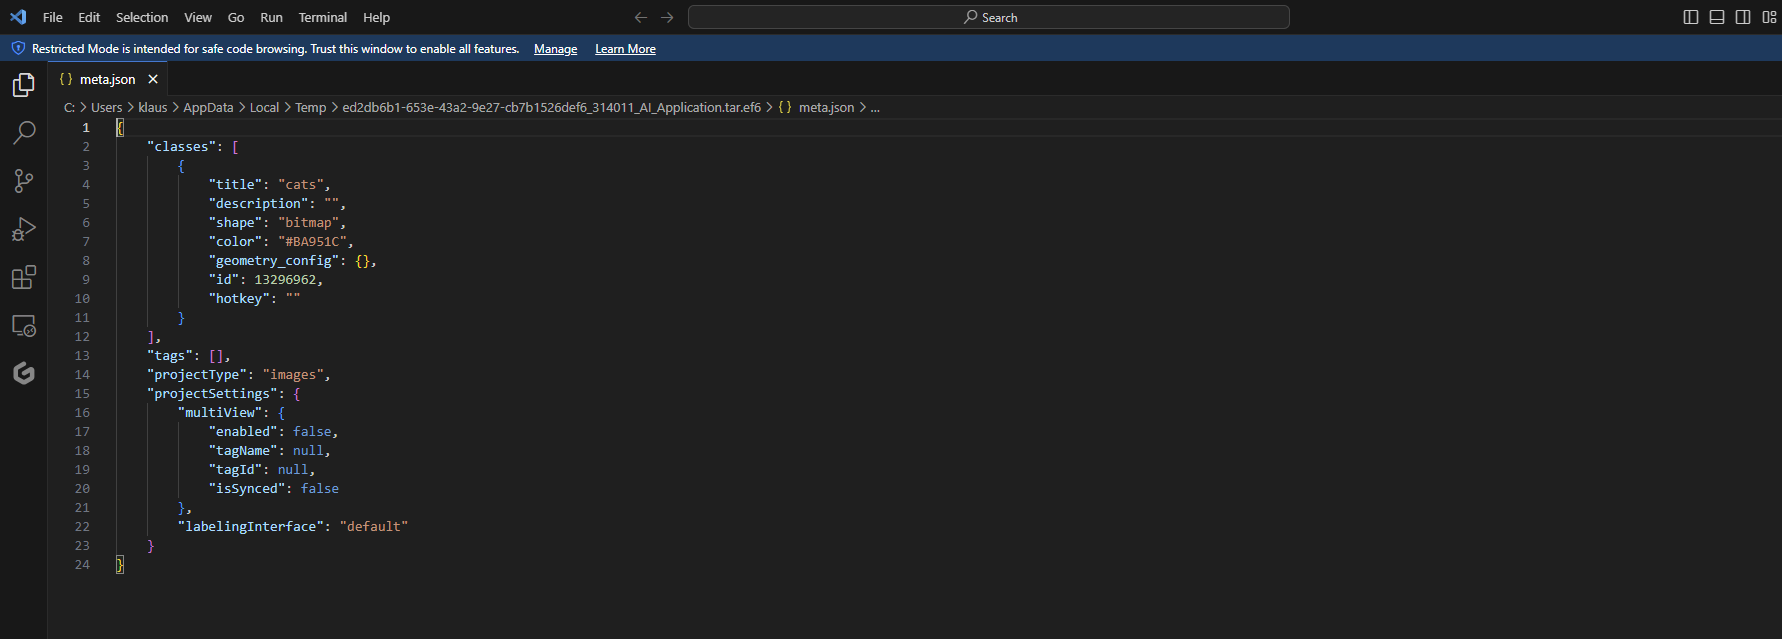 File Edit Selection View Go Run Terminal Help Search
Restricted Mode is intended for safe code browsing. Trust this window to enable all features. Manage Learn More
{} meta.json
C: > Users > klaus > AppData > Local > Temp > ed2db6b1-653e-43a2-9e27-cb7b1526def6_314011_AI_Application.tar.ef6 > {} meta.json > ...
1 {
2 "classes": [
3 {
4 "title": "cats",
5 "description": "",
6 "shape": "bitmap",
7 "color": "#BA951C",
8 "geometry_config": {},
9 "id": 13296962,
10 "hotkey": ""
11 }
12 ],
13 "tags": [],
14 "projectType": "images",
15 "projectSettings": {
16 "multiView": {
17 "enabled": false,
18 "tagName": null,
19 "tagId": null,
20 "isSynced": false
21 },
22 "labelingInterface": "default"
23 }
24 }